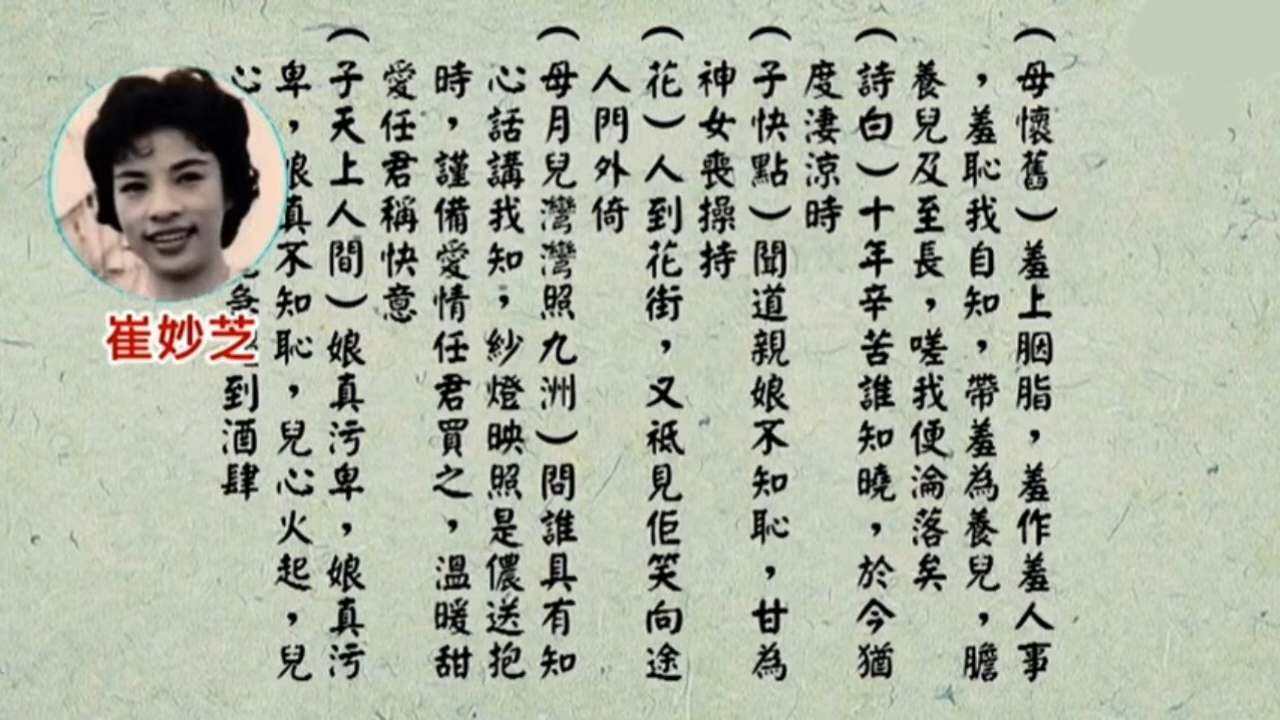 （母懷舊）羞上胭脂，羞作羞人事
，羞恥我自知，帶羞為養兒，膽
養兒及至長，嗟我便淪落矣
（詩白）十年辛苦誰知曉，於今猶
度淒涼時
（子快點）聞道親娘不知恥，甘為
神女喪操持
（花）人到花街，又祗見佢笑向途
人門外倚
（母月兒灣灣照九洲）問誰具有知
心話講我知，紗燈映照是儂送抱
時，謹備愛情任君買之，溫暖甜
愛任君稱快意
（子天上人間）娘真污卑，娘真污
卑，娘真不知恥，兒心火起，兒
心到酒肆
崔妙芝